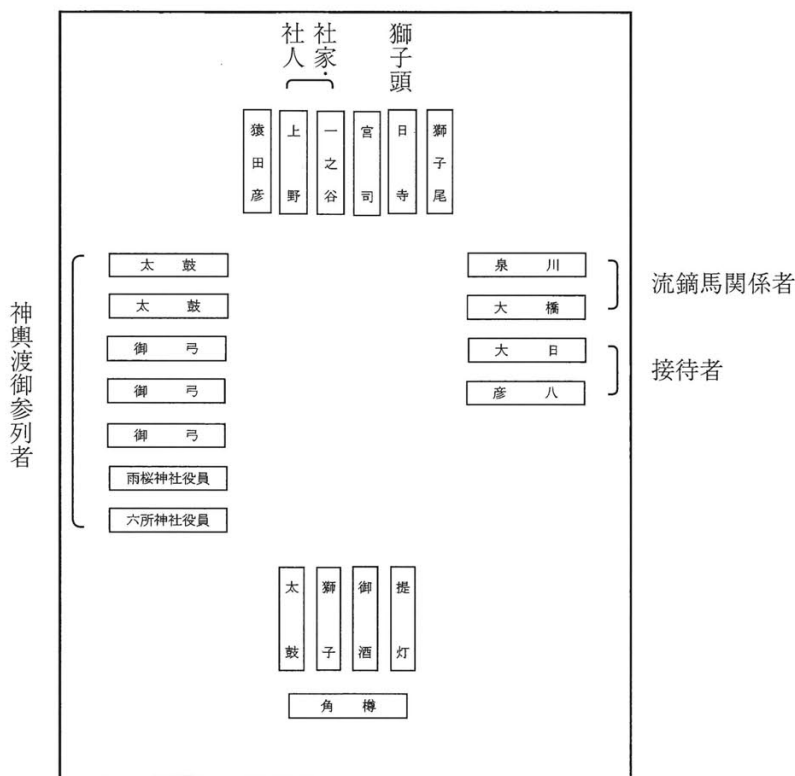 獅子頭
社家・
社人
獅子尾
日寺
宮司
一之谷
上野
猿田彦
泉川
大橋
大日
彦八
流鏑馬関係者
接待者
太鼓
太鼓
御弓
御弓
御弓
雨桜神社役員
六所神社役員
神輿渡御参列者
提灯
御酒
獅子
太鼓
角樽